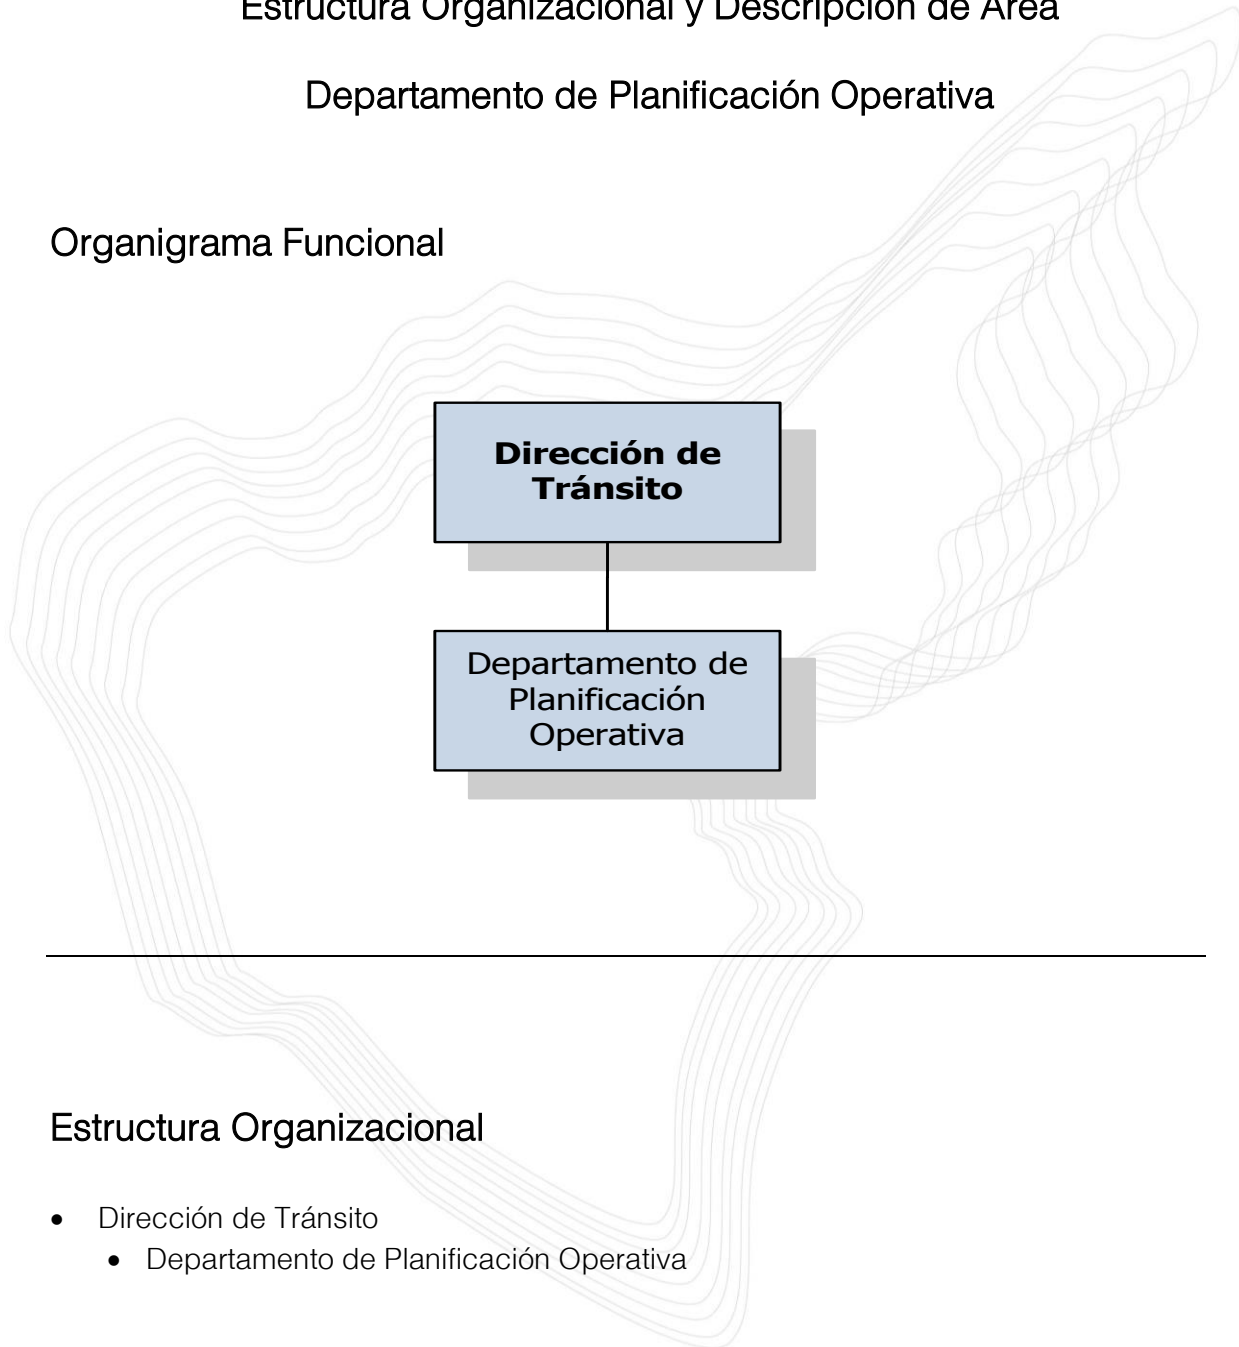 Estructura Organizacional y Descripción de Área
Departamento de Planificación Operativa
Organigrama Funcional
Dirección de
Tránsito
Departamento de
Planificación
Operativa
Estructura Organizacional
• Dirección de Tránsito
• Departamento de Planificación Operativa